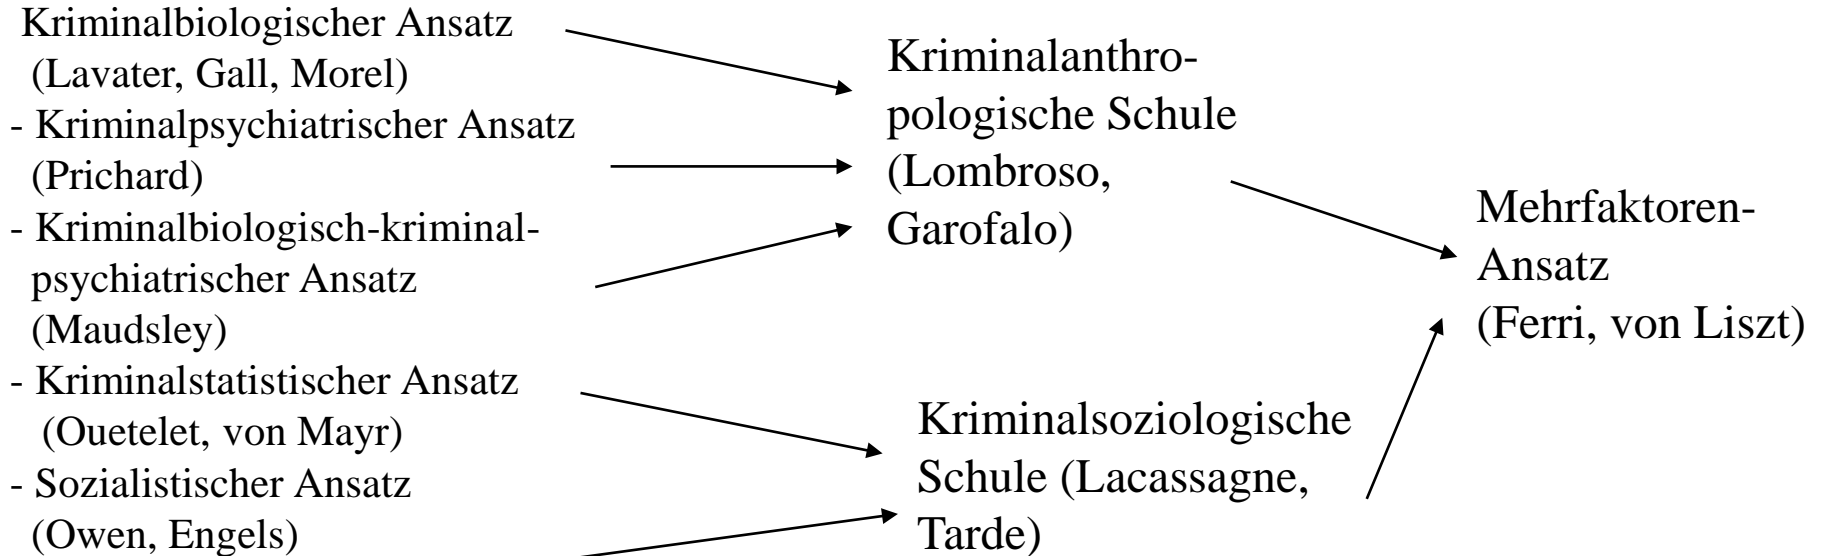 Kriminalbiologischer Ansatz
(Lavater, Gall, Morel)
- Kriminalpsychiatrischer Ansatz
(Prichard)
- Kriminalbiologisch-kriminal-
psychiatrischer Ansatz
(Maudsley)
- Kriminalstatistischer Ansatz
(Ouetelet, von Mayr)
- Sozialistischer Ansatz
(Owen, Engels)
Kriminalanthro-
pologische Schule
(Lombroso,
Garofalo)
Kriminalsoziologische
Schule (Lacassagne,
Tarde)
Mehrfaktoren-
Ansatz
(Ferri, von Liszt)